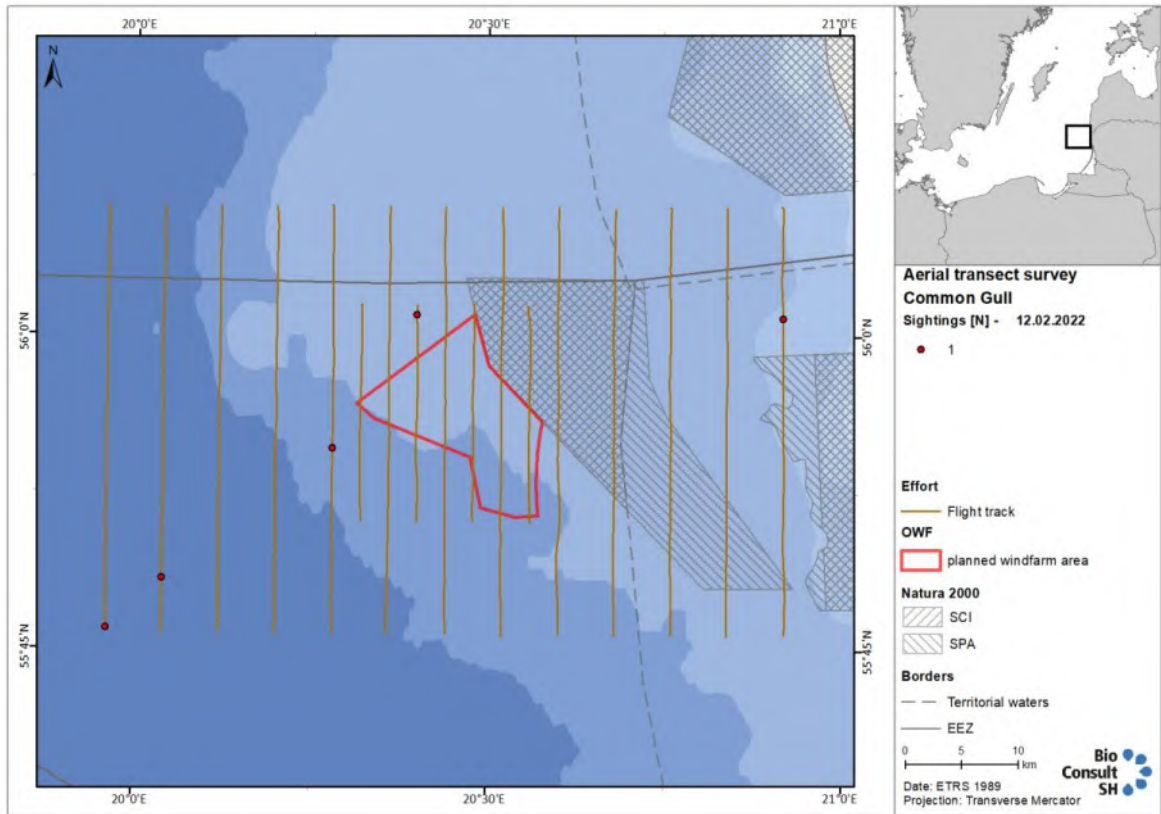 20°0'E 20°30'E 21°0'E
N
56°0'N 56°0'N
55°45'N 55°45'N
20°0'E 20°30'E 21°0'E
Aerial transect survey
Common Gull
Sightings [N] - 12.02.2022
1
Effort
Flight track
OWF
planned windfarm area
Natura 2000
SCI
SPA
Borders
Territorial waters
EEZ
0 5 10
km
Date: ETRS 1989
Projection: Transverse Mercator
Bio
Consult
SH